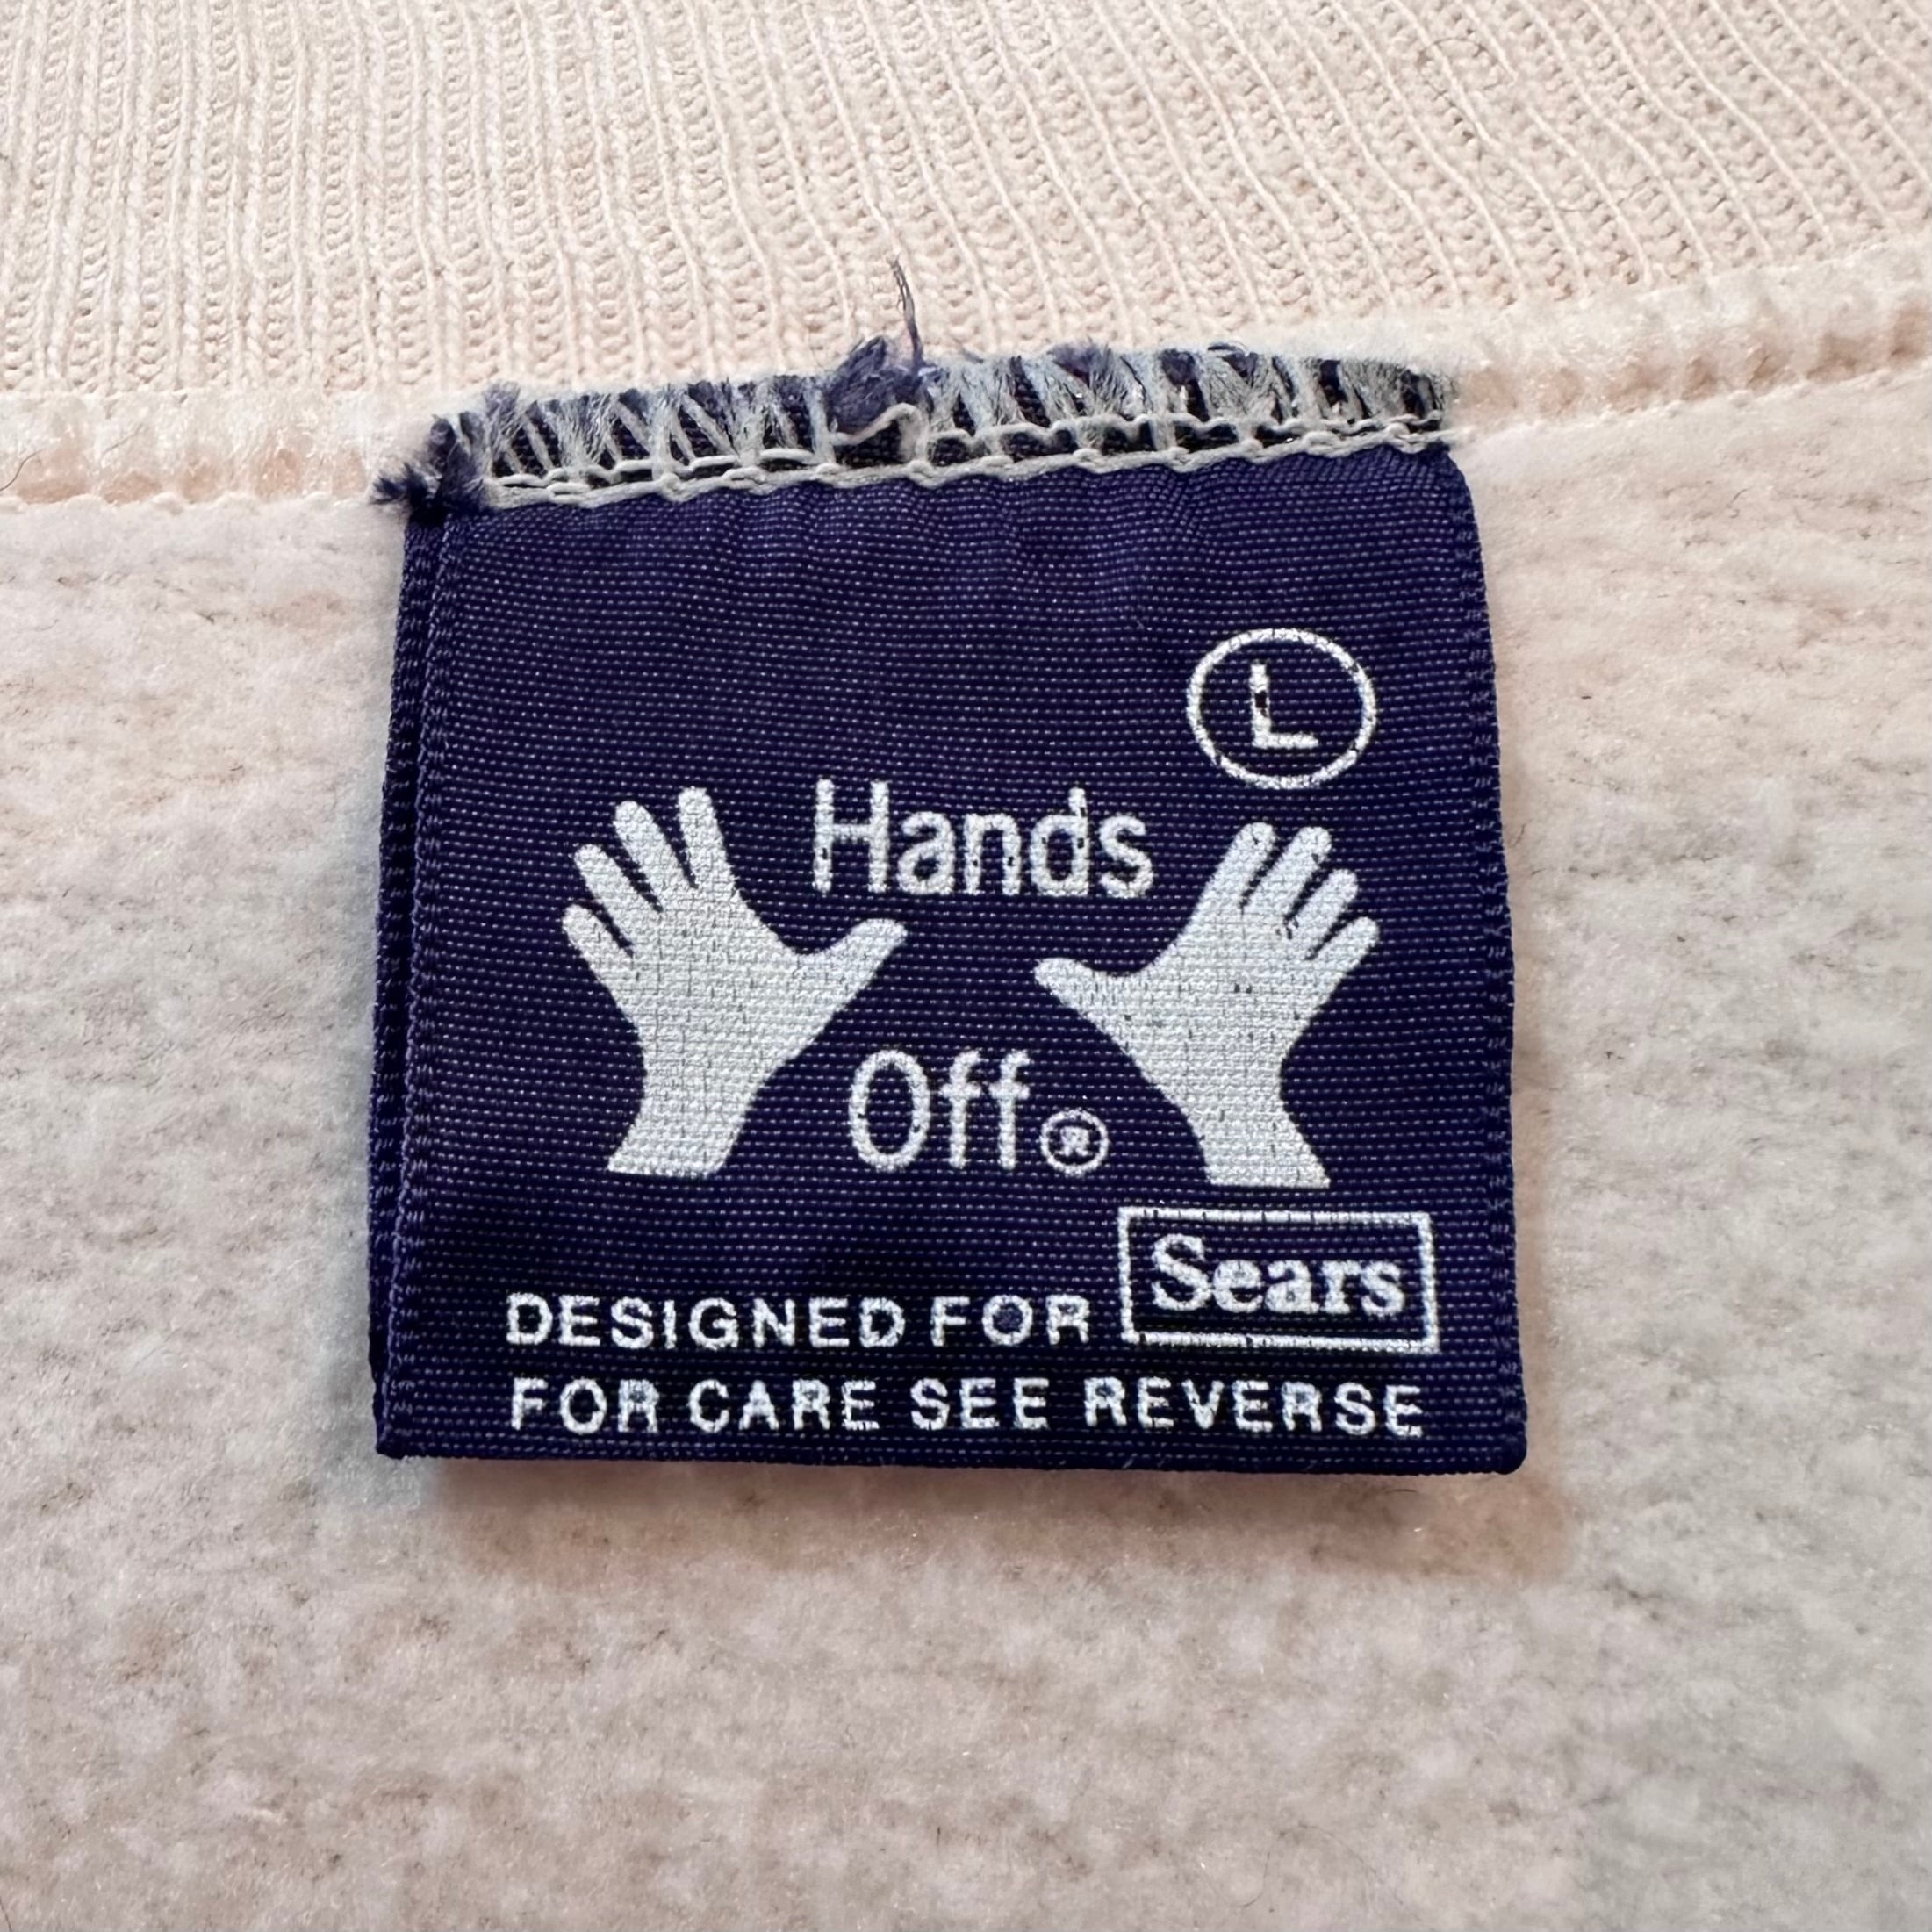 L
Hands
Off®
DESIGNED FOR Sears
FOR CARE SEE REVERSE